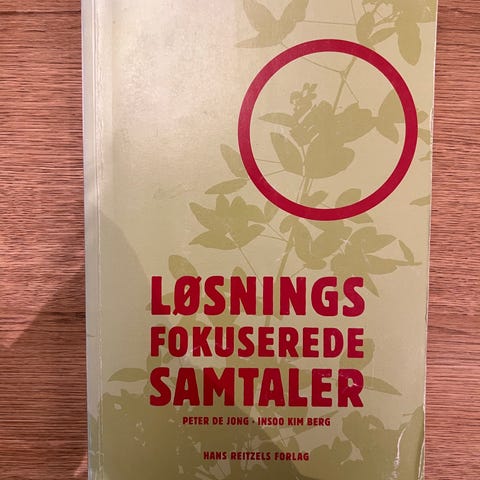 LØSNINGS
FOKUSEREDE
SAMTALER
PETER DE JONG · INSOO KIM BERG
HANS REITZELS FORLAG